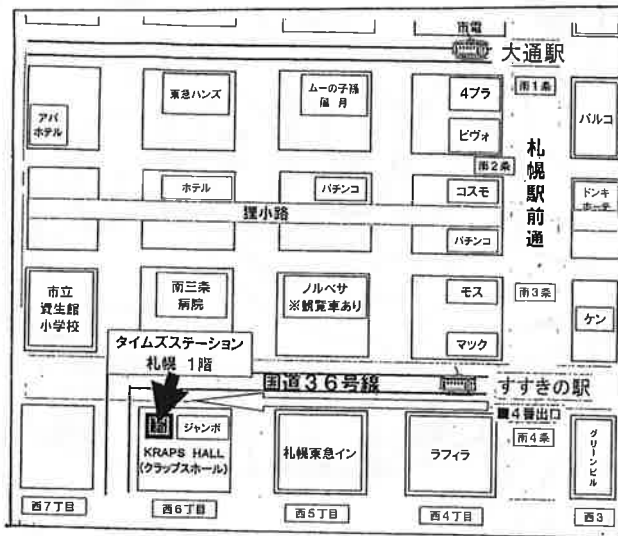 市電
大通駅
アパ
ホテル
東急ハンズ
ムーの子孫
風月
4プラ
ピヴォ
南1条
パルコ
南2条
札幌駅前通
ホテル
パチンコ
コスモ
ドンキ
ホーテ
狸小路
パチンコ
市立
資生館
小学校
南三条
病院
ノルベサ
※観覧車あり
モス
マック
南3条
ケン
タイムズステーション
札幌 1階
国道36号線
すすきの駅
■4番出口
ジャンボ
KRAPS HALL
(クラップスホール)
札幌東急イン
ラフィラ
南4条
グリーンビル
西7丁目
西6丁目
西5丁目
西4丁目
西3